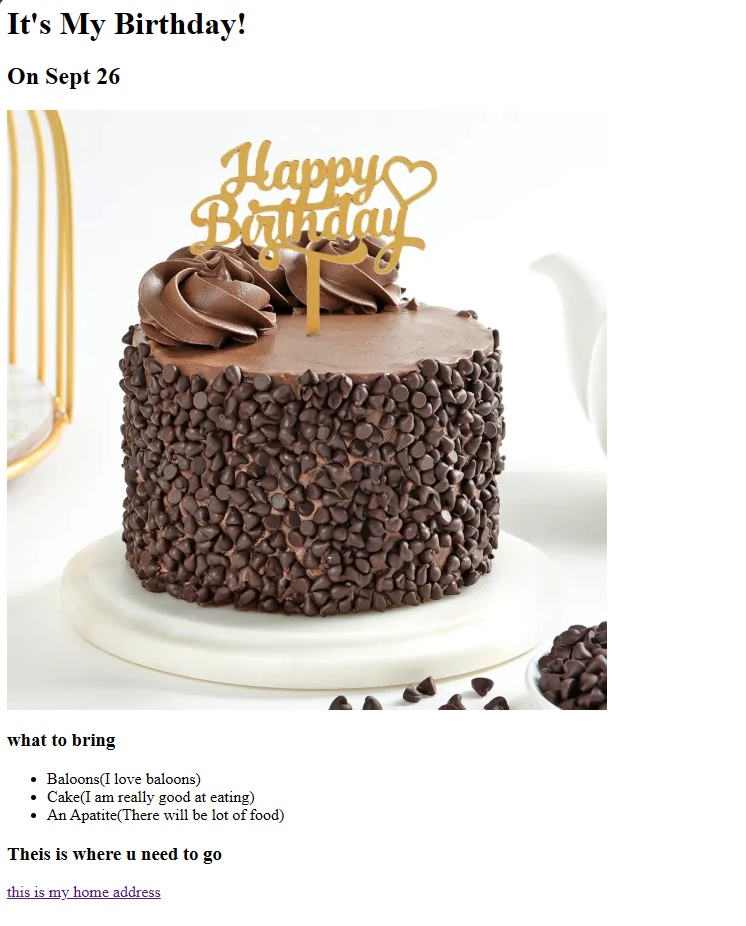 It's My Birthday!
On Sept 26
Happy
Birthday
what to bring
Baloons(I love baloons)
Cake(I am really good at eating)
An Apatite(There will be lot of food)
Theis is where u need to go
this is my home address